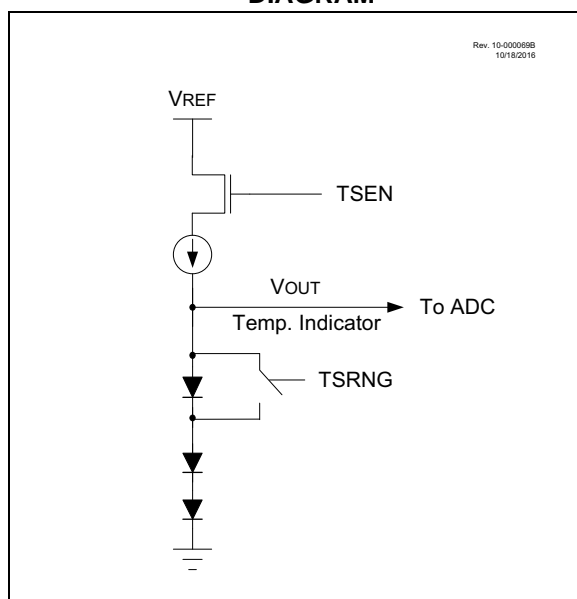 DIAGRAM
Rev. 10-000069B
10/18/2016
VREF
TSEN
VOUT
To ADC
Temp. Indicator
TSRNG